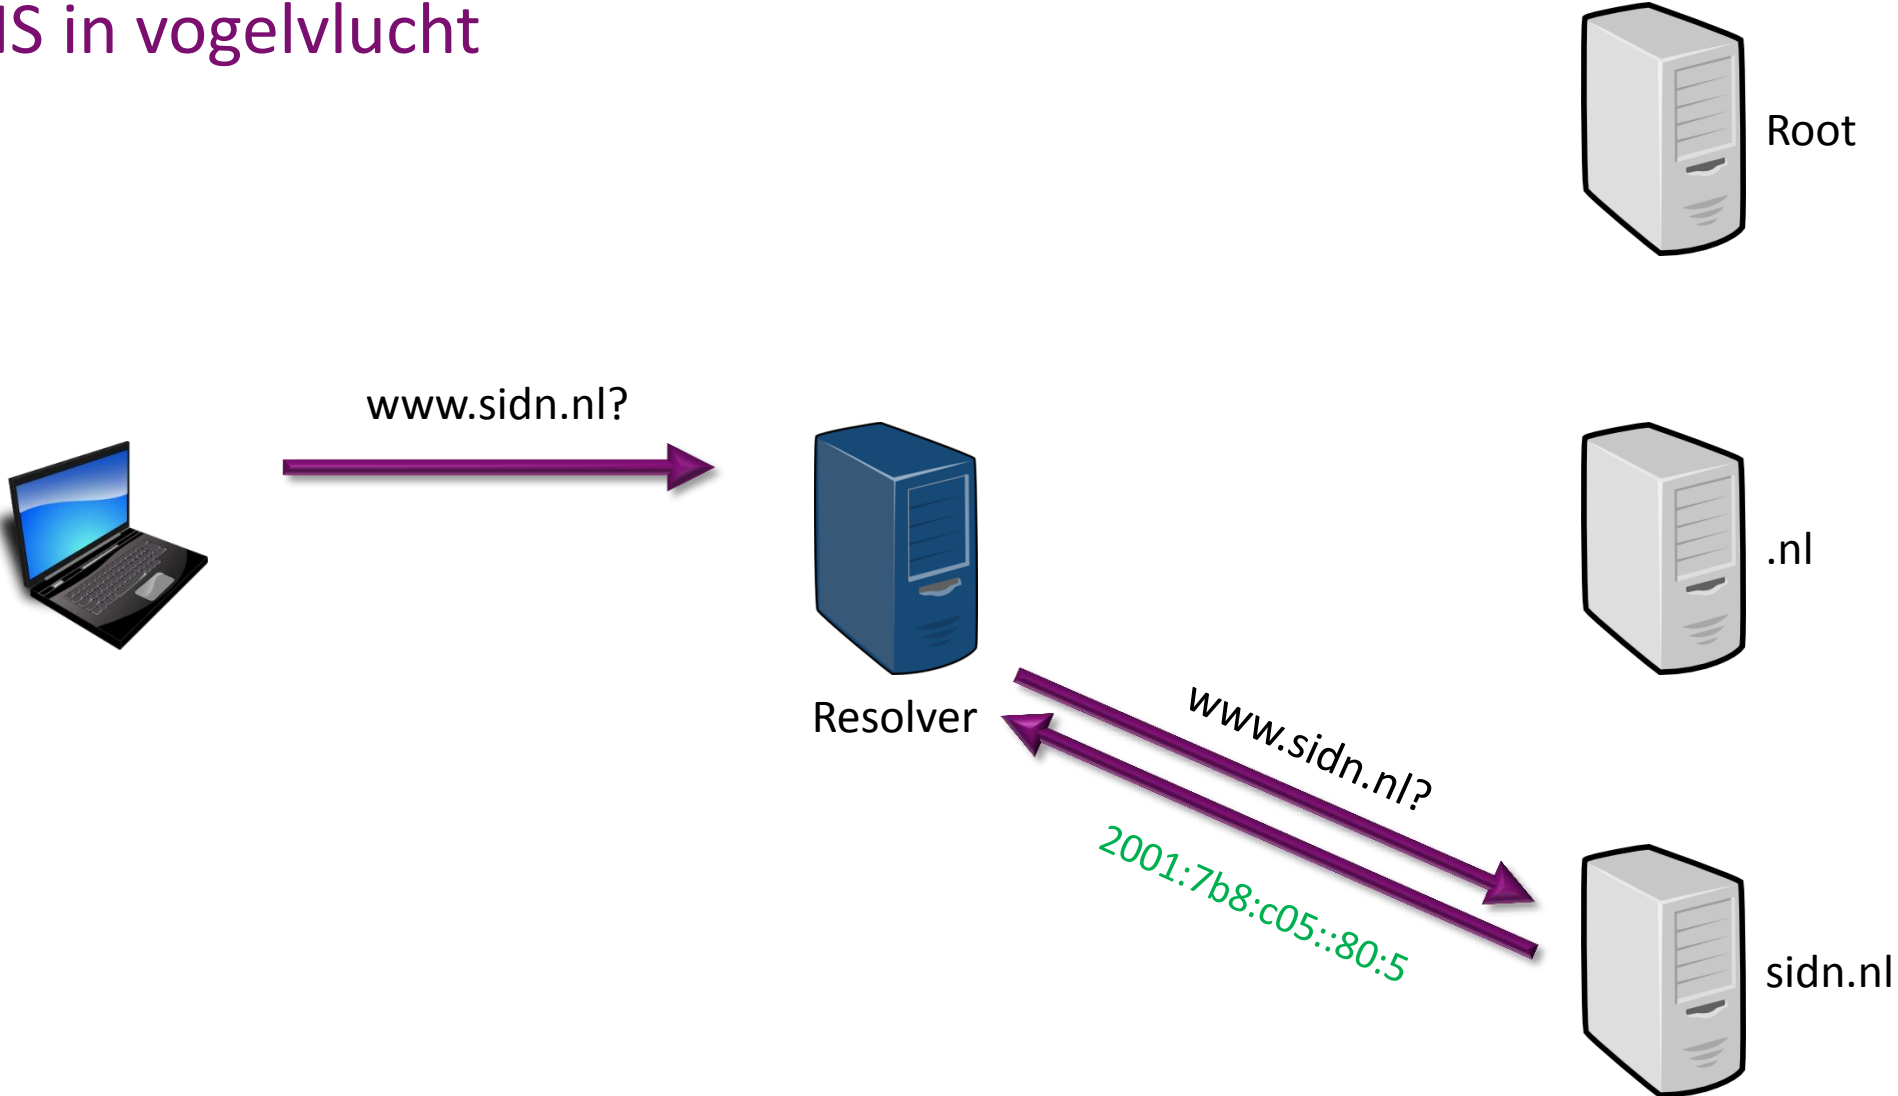 IS in vogelvlucht
Root
www.sidn.nl?
.nl
Resolver
www.sidn.nl?
2001:7b8:c05::80:5
sidn.nl